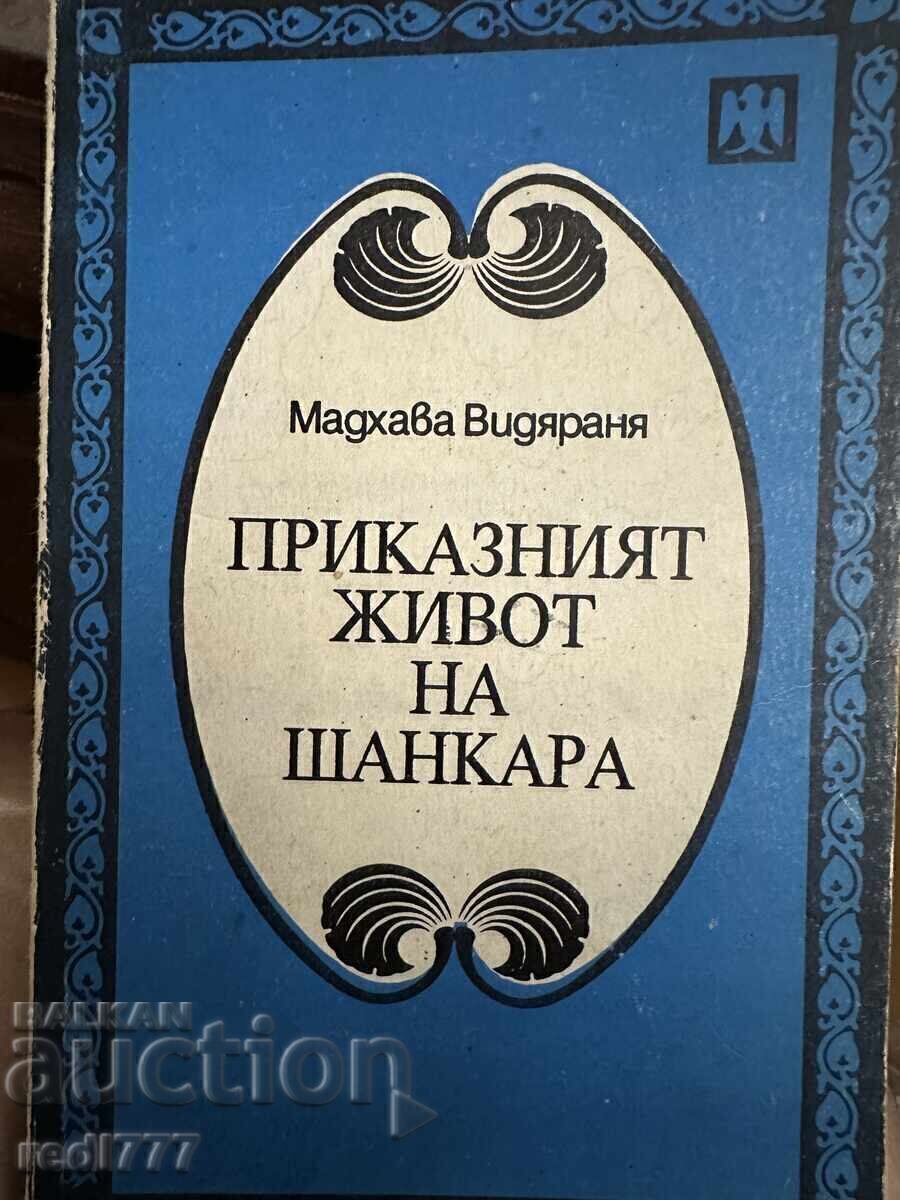 Мадхава Видяраня
ПРИКАЗНИЯТ
ЖИВОТ
НА
ШАНКАРА
BALKAN
auction
redl777